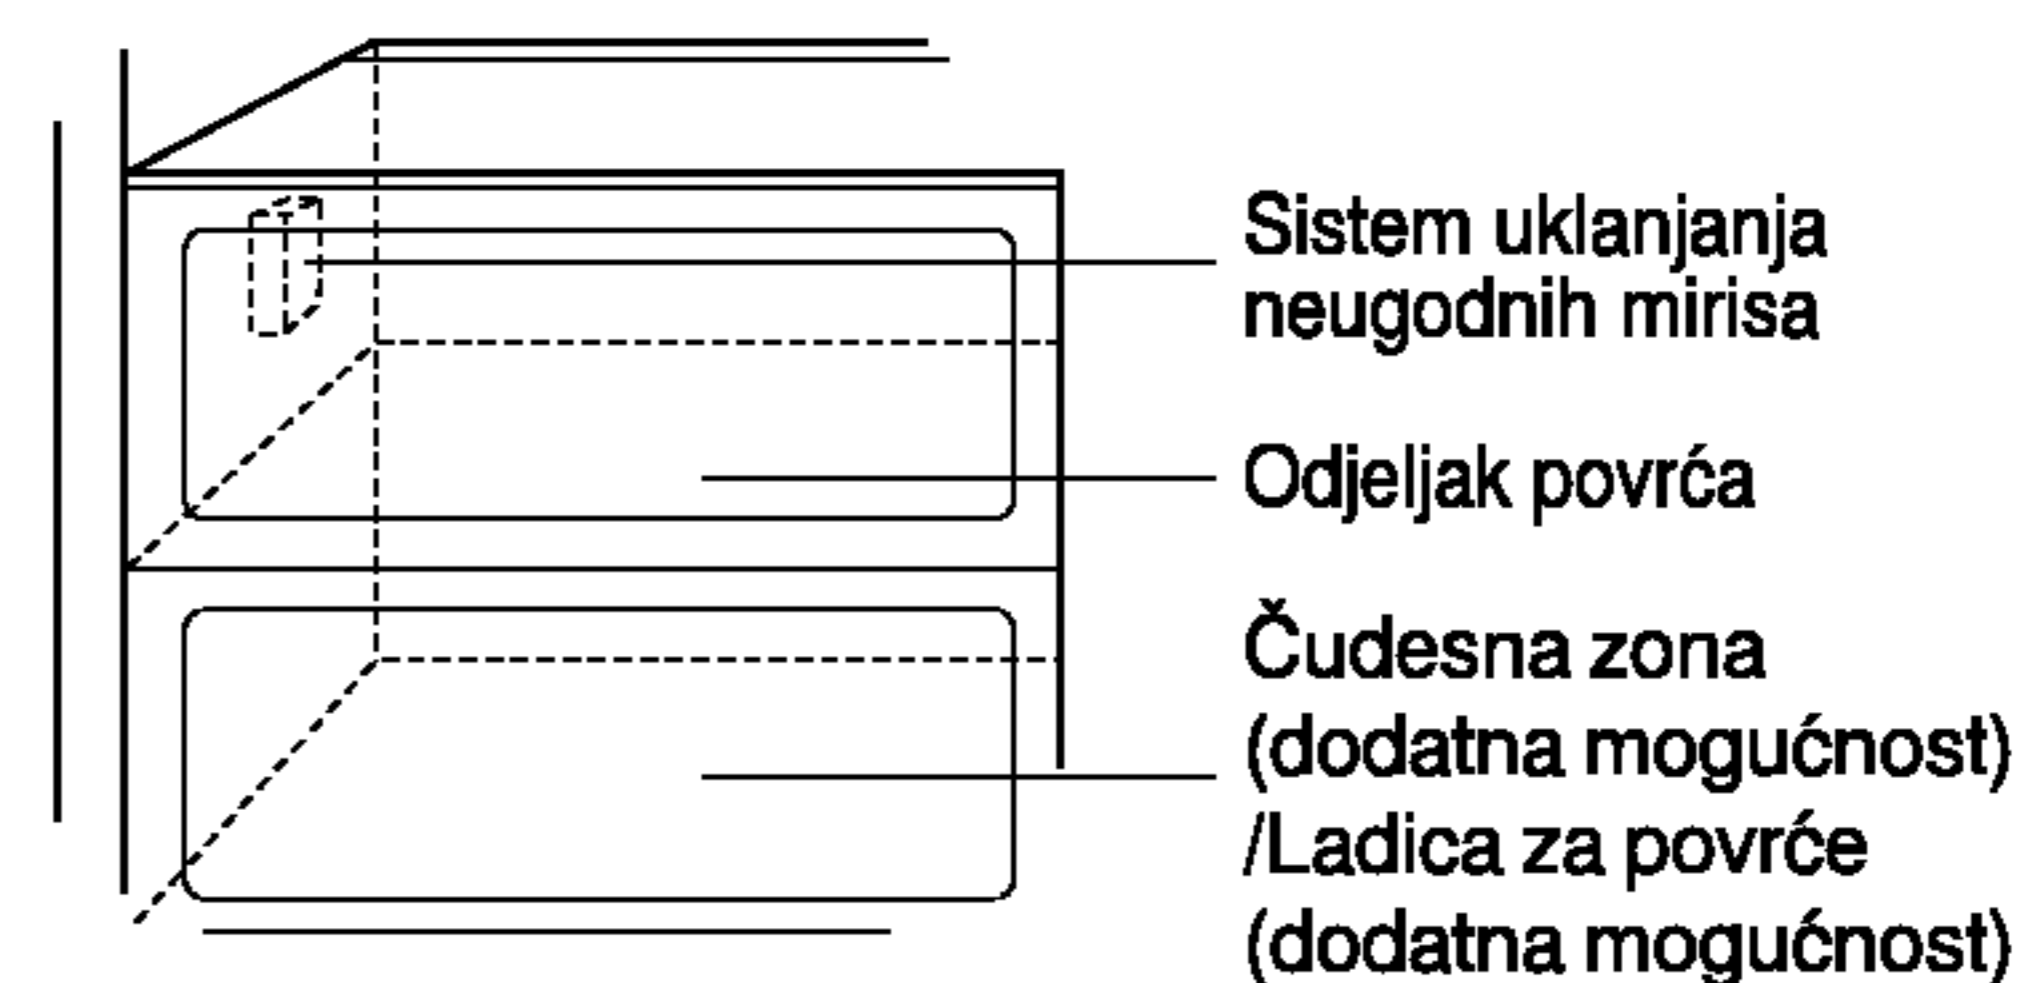 Sistem uklanjanja
neugodnih mirisa
Odjeljak povrća
Čudesna zona
(dodatna mogućnost)
/Ladica za povrće
(dodatna mogućnost)